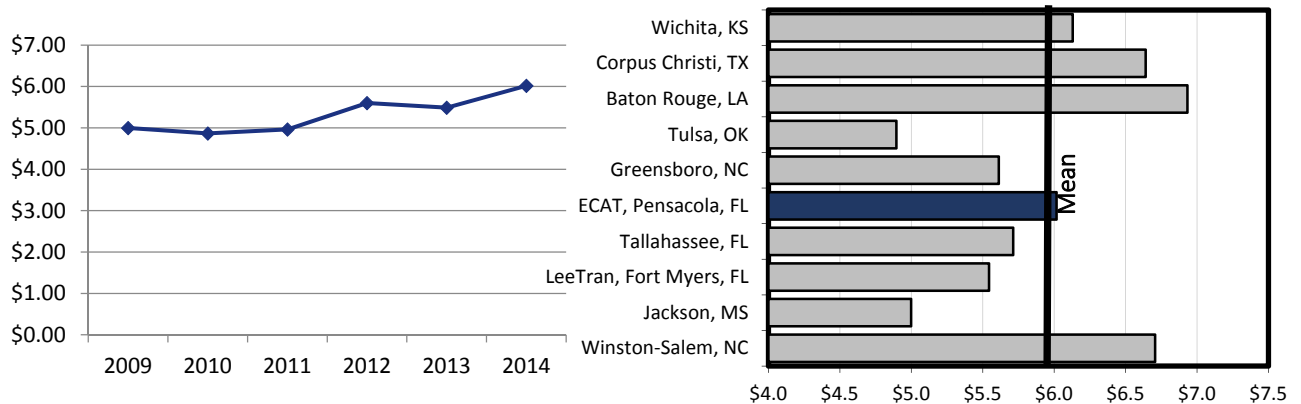 $7.00
$6.00
$5.00
$4.00
$3.00
$2.00
$1.00
$0.00
2009 2010 2011 2012 2013 2014
Wichita, KS
Corpus Christi, TX
Baton Rouge, LA
Tulsa, OK
Greensboro, NC
ECAT, Pensacola, FL
Tallahassee, FL
LeeTran, Fort Myers, FL
Jackson, MS
Winston-Salem, NC
Mean
$4.0 $4.5 $5.0 $5.5 $6.0 $6.5 $7.0 $7.5